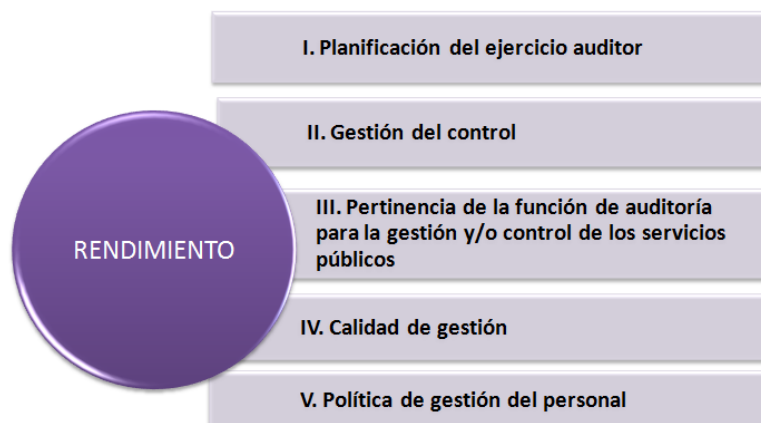 I. Planificación del ejercicio auditor
II. Gestión del control
III. Pertinencia de la función de auditoría
para la gestión y/o control de los servicios
públicos
RENDIMIENTO
IV. Calidad de gestión
V. Política de gestión del personal